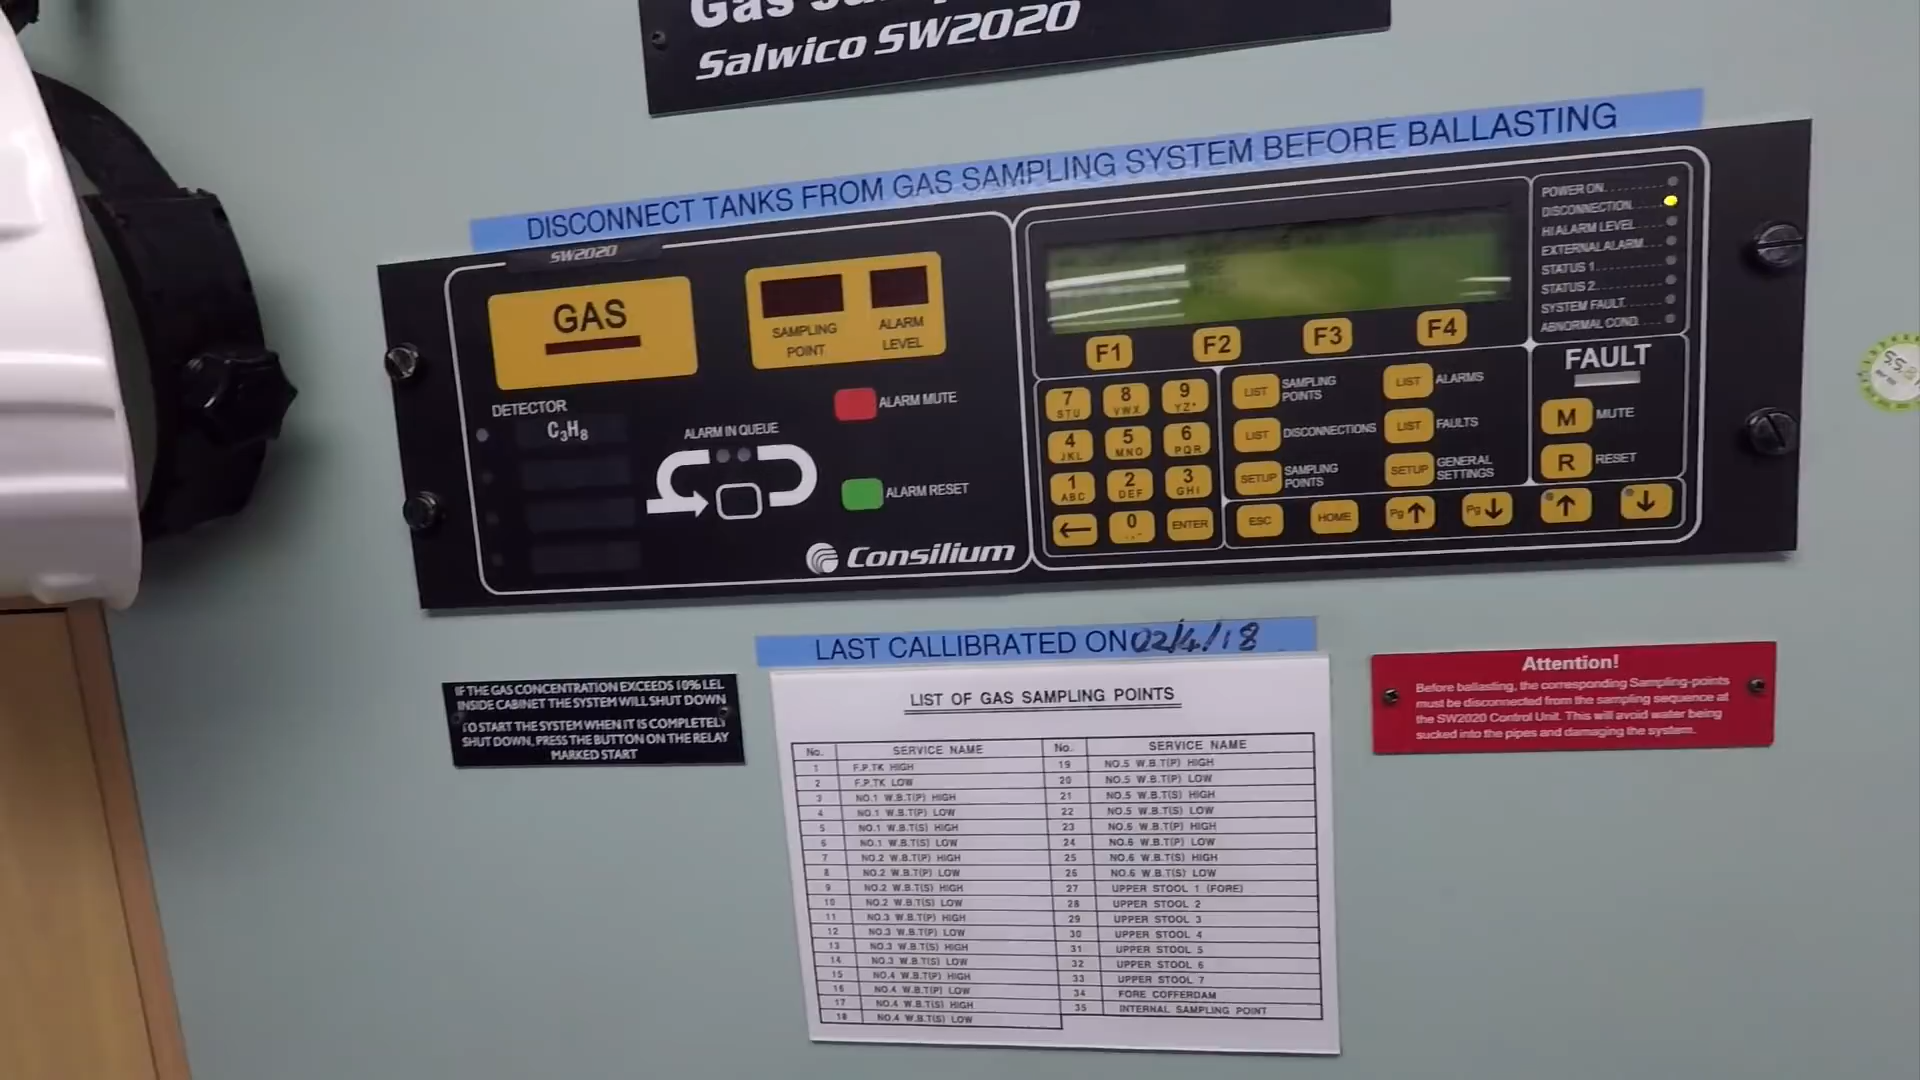 Gas
Salwico SW2020
DISCONNECT TANKS FROM GAS SAMPLING SYSTEM BEFORE BALLASTING
SW2020
GAS
SAMPLING
POINT
ALARM
LEVEL
DETECTOR
C₃H₈
ALARM IN QUEUE
ALARM MUTE
ALARM RESET
Consilium
F1 F2 F3 F4
7 STU 8 VWX 9 YZ*
4 JKL 5 MNO 6 PQR
1 ABC 2 DEF 3 GHI
← 0 ENTER
LIST SAMPLING POINTS
LIST ALARMS
LIST DISCONNECTIONS
LIST FAULTS
SETUP SAMPLING POINTS
SETUP GENERAL SETTINGS
ESC HOME Pg↑ Pg↓ ↑ ↓
POWER ON
DISCONNECTION
HI ALARM LEVEL
EXTERNAL ALARM
STATUS 1
STATUS 2
SYSTEM FAULT
ABNORMAL COND.
FAULT
M MUTE
R RESET
LAST CALLIBRATED ON 02/4/18
IF THE GAS CONCENTRATION EXCEEDS 10% LEL
INSIDE CABINET THE SYSTEM WILL SHUT DOWN
TO START THE SYSTEM WHEN IT IS COMPLETELY
SHUT DOWN, PRESS THE BUTTON ON THE RELAY
MARKED START
LIST OF GAS SAMPLING POINTS
No. SERVICE NAME No. SERVICE NAME
1 F.P.TK HIGH 19 NO.5 W.B.T(P) HIGH
2 F.P.TK LOW 20 NO.5 W.B.T(P) LOW
3 NO.1 W.B.T(P) HIGH 21 NO.5 W.B.T(S) HIGH
4 NO.1 W.B.T(P) LOW 22 NO.5 W.B.T(S) LOW
5 NO.1 W.B.T(S) HIGH 23 NO.6 W.B.T(P) HIGH
6 NO.1 W.B.T(S) LOW 24 NO.6 W.B.T(P) LOW
7 NO.2 W.B.T(P) HIGH 25 NO.6 W.B.T(S) HIGH
8 NO.2 W.B.T(P) LOW 26 NO.6 W.B.T(S) LOW
9 NO.2 W.B.T(S) HIGH 27 UPPER STOOL 1 (FORE)
10 NO.2 W.B.T(S) LOW 28 UPPER STOOL 2
11 NO.3 W.B.T(P) HIGH 29 UPPER STOOL 3
12 NO.3 W.B.T(P) LOW 30 UPPER STOOL 4
13 NO.3 W.B.T(S) HIGH 31 UPPER STOOL 5
14 NO.3 W.B.T(S) LOW 32 UPPER STOOL 6
15 NO.4 W.B.T(P) HIGH 33 UPPER STOOL 7
16 NO.4 W.B.T(P) LOW 34 FORE COFFERDAM
17 NO.4 W.B.T(S) HIGH 35 INTERNAL SAMPLING POINT
18 NO.4 W.B.T(S) LOW
Attention!
Before ballasting, the corresponding Sampling-points
must be disconnected from the sampling sequence at
the SW2020 Control Unit. This will avoid water being
sucked into the pipes and damaging the system.